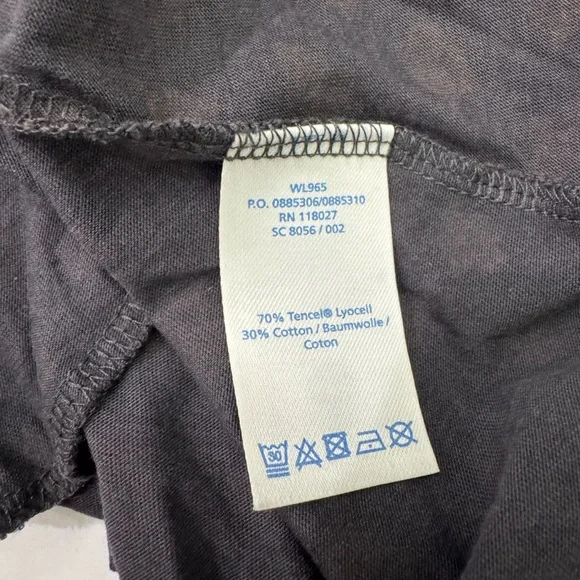 WL965
P.O. 0885306/0885310
RN 118027
SC 8056 / 002
70% Tencel® Lyocell
30% Cotton / Baumwolle /
Coton
30